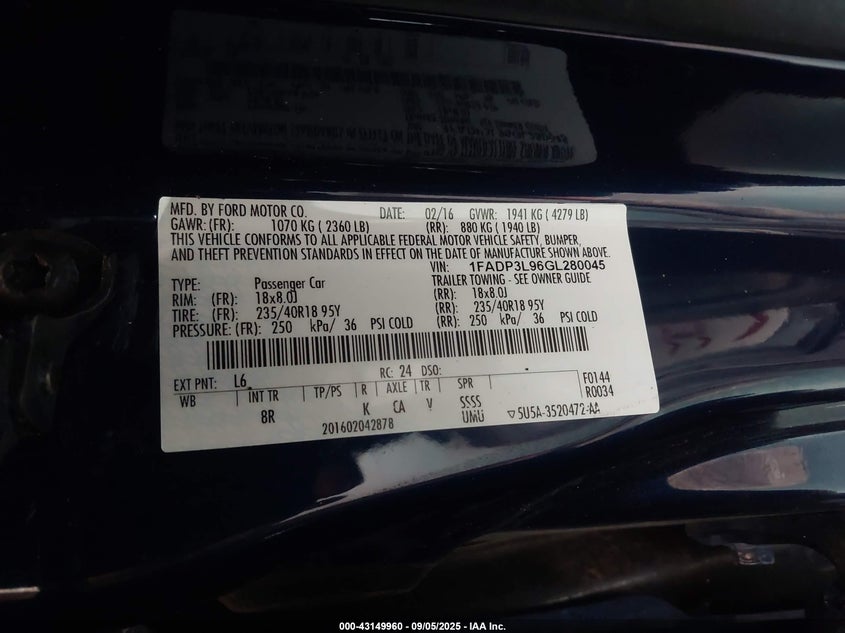 MFD. BY FORD MOTOR CO. DATE: 02/16 GVWR: 1941 KG ( 4279 LB)
GAWR: (FR): 1070 KG ( 2360 LB) (RR): 880 KG ( 1940 LB)
THIS VEHICLE CONFORMS TO ALL APPLICABLE FEDERAL MOTOR VEHICLE SAFETY, BUMPER,
AND THEFT PREVENTION STANDARDS IN EFFECT ON THE DATE OF MANUFACTURE SHOWN ABOVE.
VIN: 1FADP3L96GL280045
TYPE: Passenger Car TRAILER TOWING - SEE OWNER GUIDE
RIM: (FR): 18x8.0J (RR): 18x8.0J
TIRE: (FR): 235/40R18 95Y (RR): 235/40R18 95Y
PRESSURE: (FR): 250 kPa/ 36 PSI COLD (RR): 250 kPa/ 36 PSI COLD
EXT PNT: L6 RC: 24 DSO: F0144
WB INT TR TP/PS R AXLE TR SPR R0034
8R K CA V SSSS
201602042878 UMU 5U5A-3520472-AA
000-43149960 - 09/05/2025 - IAA Inc.